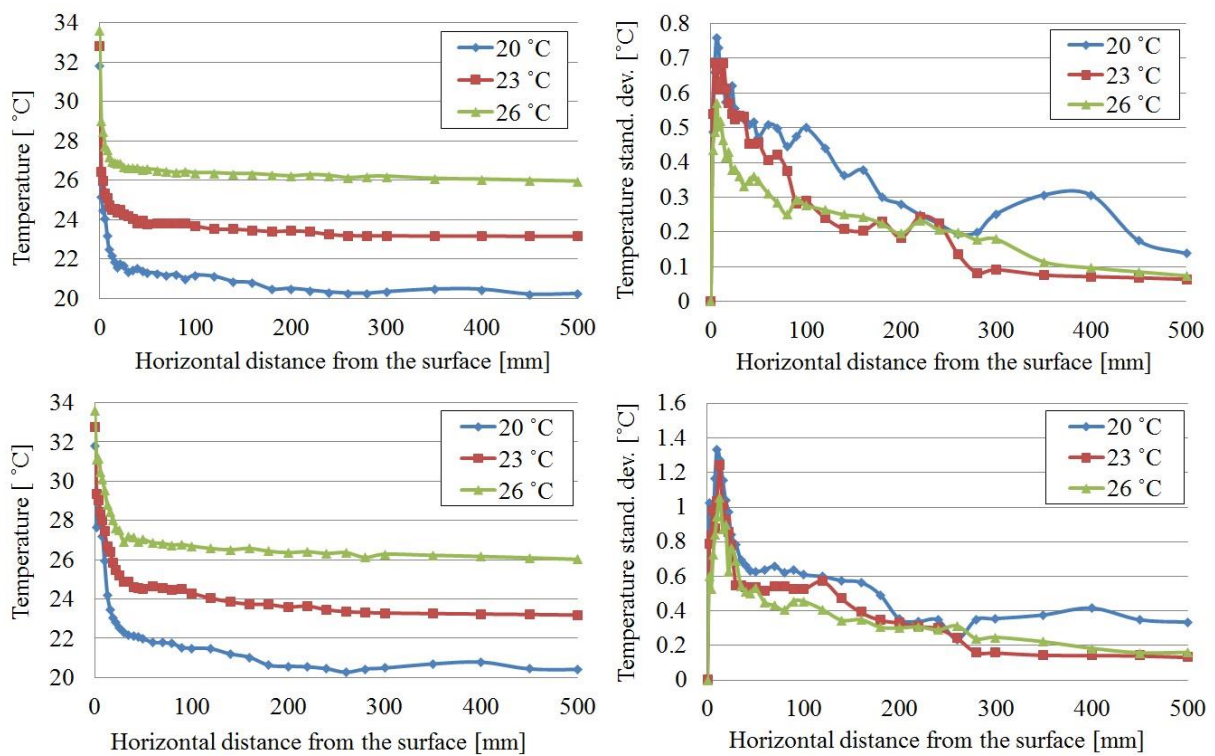 Temperature [ ˚C]
34
32
30
28
26
24
22
20
0
100
200
300
400
500
Horizontal distance from the surface [mm]
20 ˚C
23 ˚C
26 ˚C
Temperature stand. dev. [˚C]
0.8
0.7
0.6
0.5
0.4
0.3
0.2
0.1
0
0
100
200
300
400
500
Horizontal distance from the surface [mm]
20 ˚C
23 ˚C
26 ˚C
Temperature [ ˚C]
34
32
30
28
26
24
22
20
0
100
200
300
400
500
Horizontal distance from the surface [mm]
20 ˚C
23 ˚C
26 ˚C
Temperature stand. dev. [˚C]
1.6
1.4
1.2
1
0.8
0.6
0.4
0.2
0
0
100
200
300
400
500
Horizontal distance from the surface [mm]
20 ˚C
23 ˚C
26 ˚C